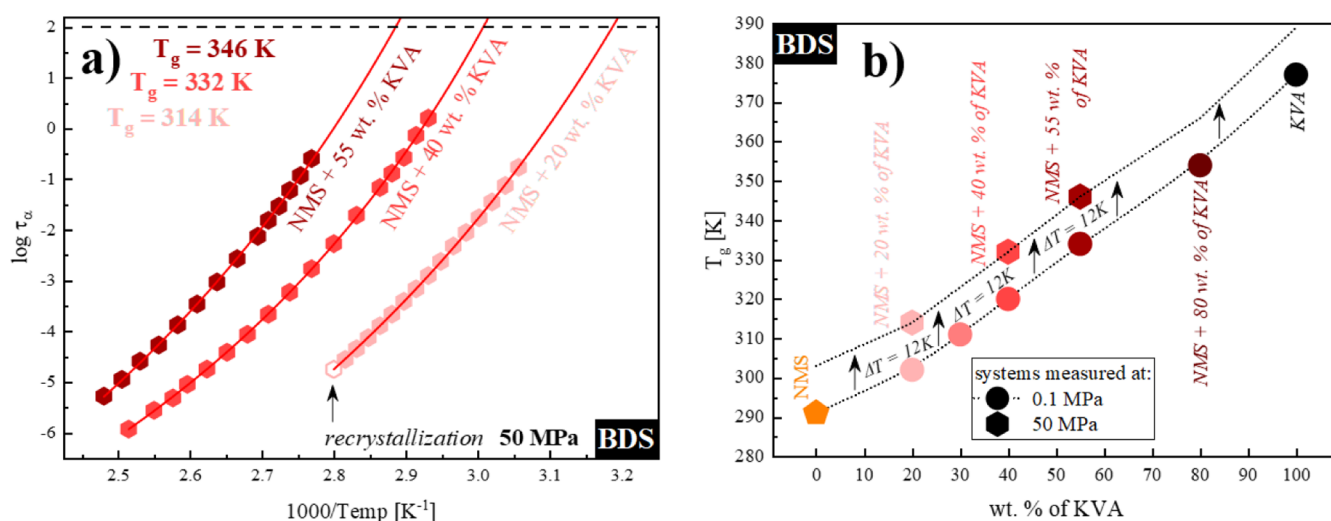 a)
T_g = 346 K
T_g = 332 K
T_g = 314 K
NMS + 55 wt. % KVA
NMS + 40 wt. % KVA
NMS + 20 wt. % KVA
log τ_α
2
1
0
-1
-2
-3
-4
-5
-6
recrystallization 50 MPa
BDS
2.5 2.6 2.7 2.8 2.9 3.0 3.1 3.2
1000/Temp [K⁻¹]
BDS
b)
T_g [K]
390
380
370
360
350
340
330
320
310
300
290
280
NMS
NMS + 20 wt. % of KVA
NMS + 40 wt. % of KVA
NMS + 55 wt. %
of KVA
NMS + 80 wt. % of KVA
KVA
ΔT = 12K
ΔT = 12K
ΔT = 12K
systems measured at:
0.1 MPa
50 MPa
0 10 20 30 40 50 60 70 80 90 100
wt. % of KVA